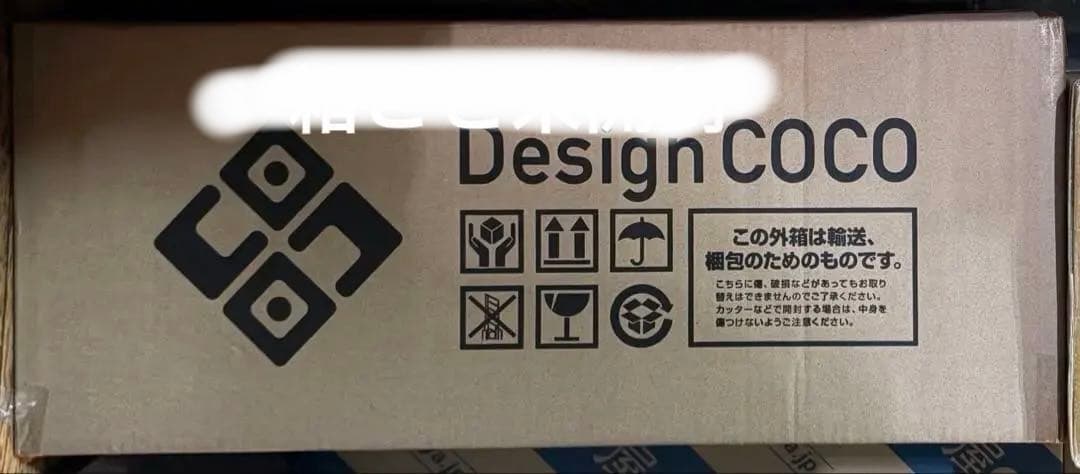 Design COCO
この外箱は輸送、
梱包のためのものです。
こちらに傷、破損などがあってもお取り
替えはできませんのでご了承ください。
カッターなどで開封する場合は、中身を
傷つけないようご注意ください。